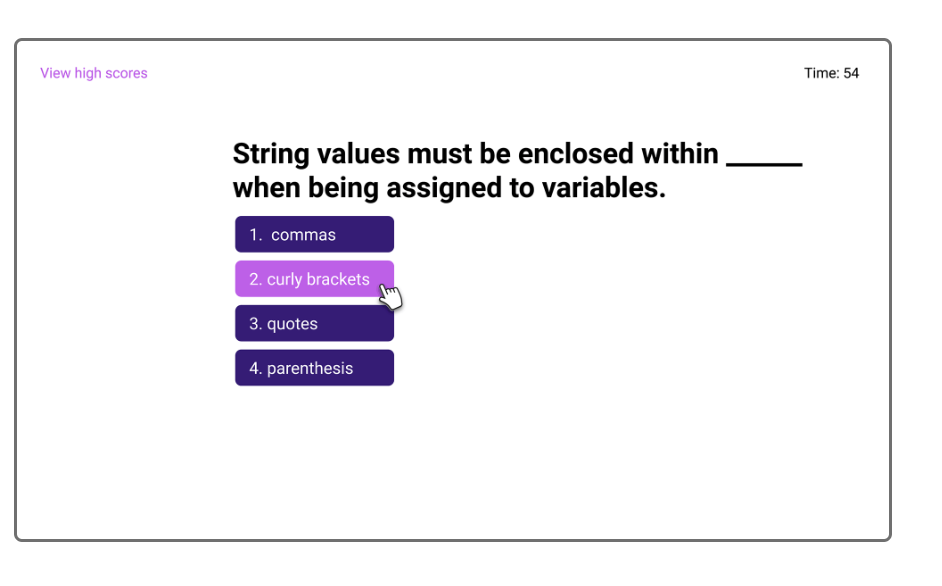 View high scores
Time: 54
String values must be enclosed within _____
when being assigned to variables.
1. commas
2. curly brackets
3. quotes
4. parenthesis